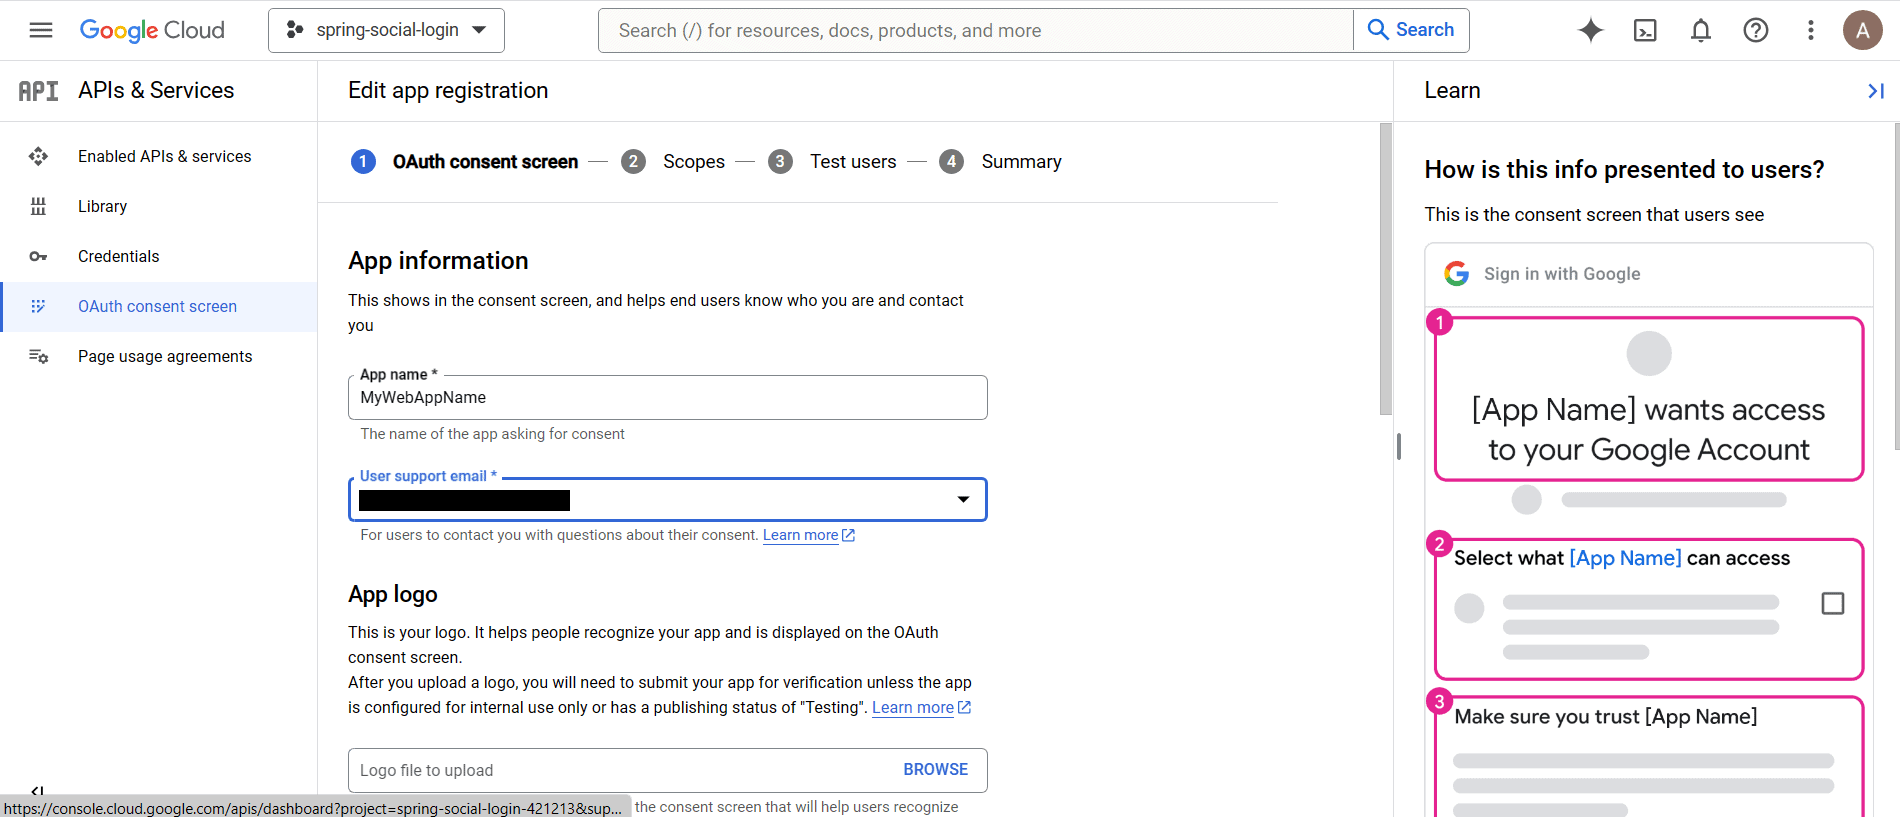 Google Cloud
spring-social-login
Search (/) for resources, docs, products, and more
Search
A
API
APIs & Services
Enabled APIs & services
Library
Credentials
OAuth consent screen
Page usage agreements
Edit app registration
1 OAuth consent screen — 2 Scopes — 3 Test users — 4 Summary
App information
This shows in the consent screen, and helps end users know who you are and contact
you
App name *
MyWebAppName
The name of the app asking for consent
User support email *
For users to contact you with questions about their consent. Learn more
App logo
This is your logo. It helps people recognize your app and is displayed on the OAuth
consent screen.
After you upload a logo, you will need to submit your app for verification unless the app
is configured for internal use only or has a publishing status of "Testing". Learn more
Logo file to upload
BROWSE
the consent screen that will help users recognize
https://console.cloud.google.com/apis/dashboard?project=spring-social-login-421213&sup...
Learn
How is this info presented to users?
This is the consent screen that users see
Sign in with Google
1
[App Name] wants access
to your Google Account
2
Select what [App Name] can access
3
Make sure you trust [App Name]